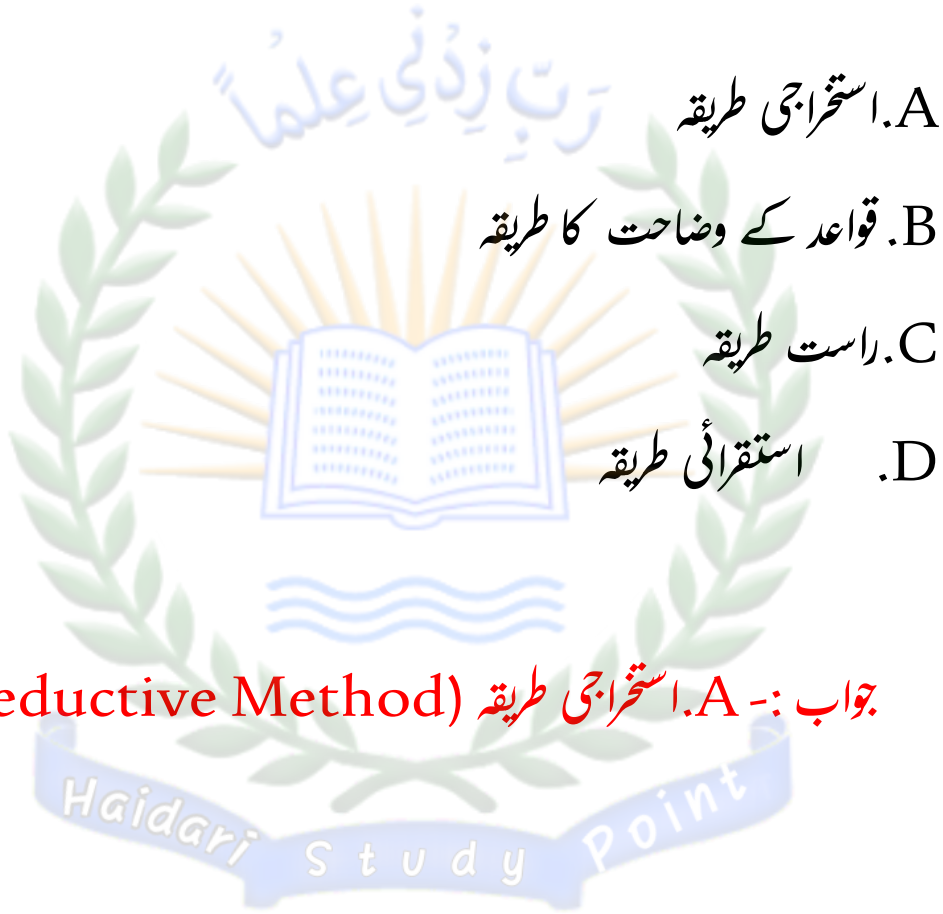 رَبِّ زِدْنِي عِلْماً
A.استخراجی طریقہ
B. قواعد کے وضاحت کا طریقہ
C.راست طریقہ
D. استقرائی طریقہ
جواب :- A.استخراجی طریقہ (eductive Method
Haidari Study Point